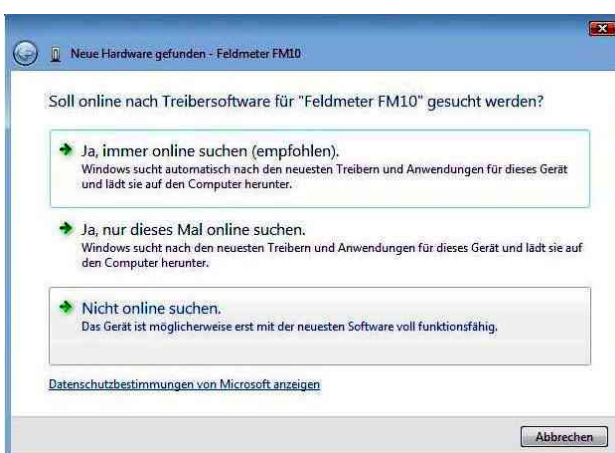 Neue Hardware gefunden - Feldmeter FM10
Soll online nach Treibersoftware für "Feldmeter FM10" gesucht werden?
Ja, immer online suchen (empfohlen).
Windows sucht automatisch nach den neuesten Treibern und Anwendungen für dieses Gerät
und lädt sie auf den Computer herunter.
Ja, nur dieses Mal online suchen.
Windows sucht nach den neuesten Treibern und Anwendungen für dieses Gerät und lädt sie auf
den Computer herunter.
Nicht online suchen.
Das Gerät ist möglicherweise erst mit der neuesten Software voll funktionsfähig.
Datenschutzbestimmungen von Microsoft anzeigen
Abbrechen